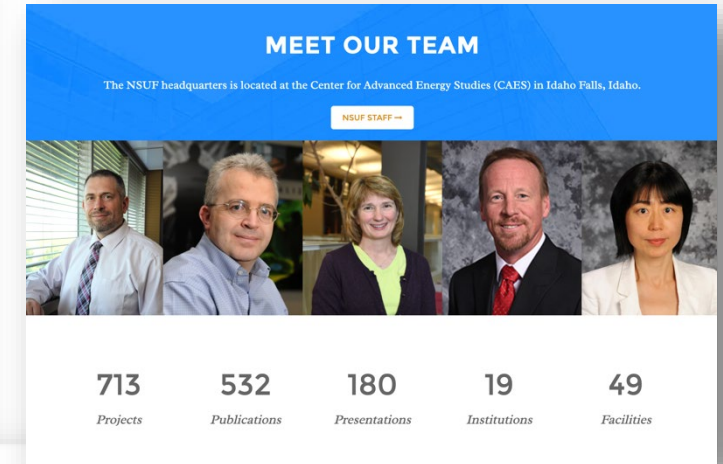 MEET OUR TEAM
The NSUF headquarters is located at the Center for Advanced Energy Studies (CAES) in Idaho Falls, Idaho.
NSUF STAFF →
713 532 180 19 49
Projects Publications Presentations Institutions Facilities